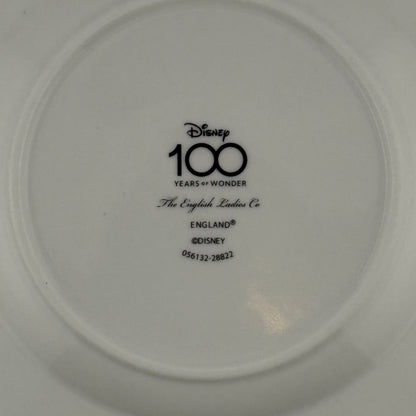 Disney
100
YEARS OF WONDER
The English Ladies Co
ENGLAND®
©DISNEY
056132-28822